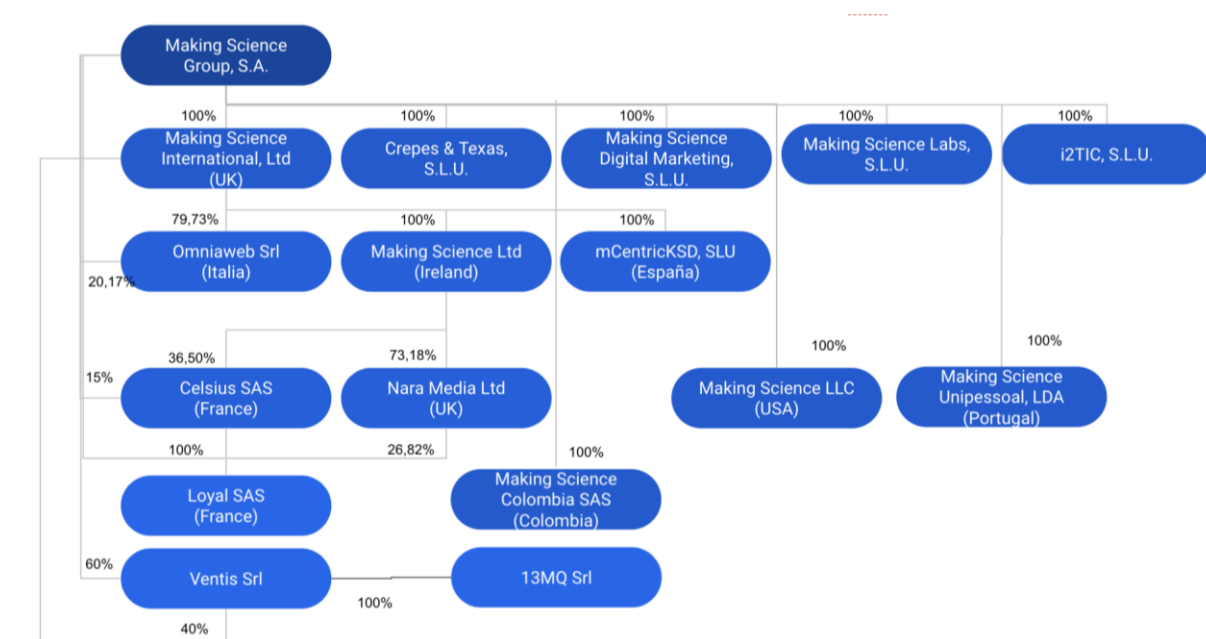 Making Science
Group, S.A.
100%
100%
100%
100%
100%
Making Science
International, Ltd
(UK)
Crepes & Texas,
S.L.U.
Making Science
Digital Marketing,
S.L.U.
Making Science Labs,
S.L.U.
i2TIC, S.L.U.
79,73%
100%
100%
Omniaweb Srl
(Italia)
Making Science Ltd
(Ireland)
mCentricKSD, SLU
(España)
20,17%
36,50%
73,18%
100%
100%
15%
Celsius SAS
(France)
Nara Media Ltd
(UK)
Making Science LLC
(USA)
Making Science
Unipessoal, LDA
(Portugal)
100%
26,82%
100%
Loyal SAS
(France)
Making Science
Colombia SAS
(Colombia)
60%
Ventis Srl
13MQ Srl
100%
40%